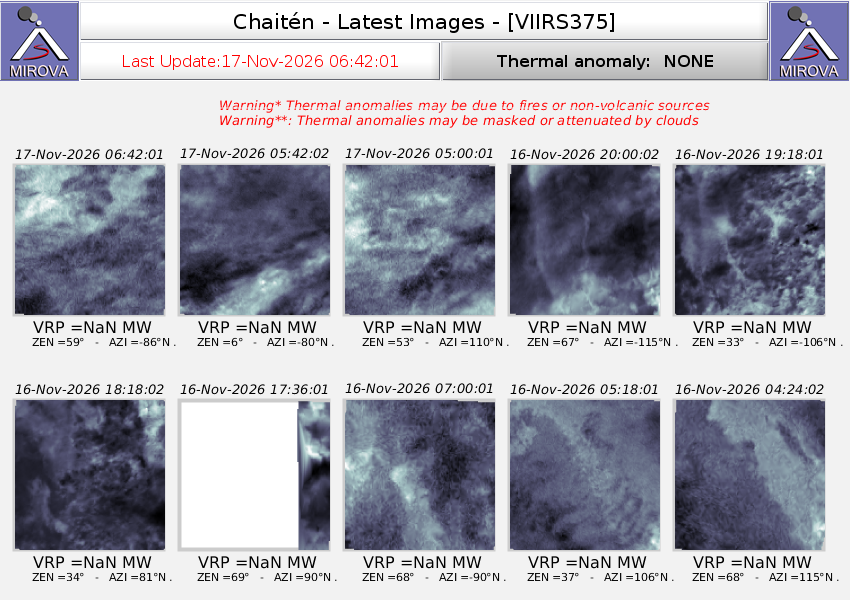 Chaitén - Latest Images - [VIIRS375]
MIROVA
Last Update:17-Nov-2026 06:42:01
Thermal anomaly: NONE
MIROVA
Warning* Thermal anomalies may be due to fires or non-volcanic sources
Warning**: Thermal anomalies may be masked or attenuated by clouds
17-Nov-2026 06:42:01 17-Nov-2026 05:42:02 17-Nov-2026 05:00:01 16-Nov-2026 20:00:02 16-Nov-2026 19:18:01
VRP =NaN MW VRP =NaN MW VRP =NaN MW VRP =NaN MW VRP =NaN MW
ZEN =59° - AZI =-86°N . ZEN =6° - AZI =-80°N . ZEN =53° - AZI =110°N . ZEN =67° - AZI =-115°N . ZEN =33° - AZI =-106°N .
16-Nov-2026 18:18:02 16-Nov-2026 17:36:01 16-Nov-2026 07:00:01 16-Nov-2026 05:18:01 16-Nov-2026 04:24:02
VRP =NaN MW VRP =NaN MW VRP =NaN MW VRP =NaN MW VRP =NaN MW
ZEN =34° - AZI =81°N . ZEN =69° - AZI =90°N . ZEN =68° - AZI =-90°N . ZEN =37° - AZI =106°N . ZEN =68° - AZI =115°N .